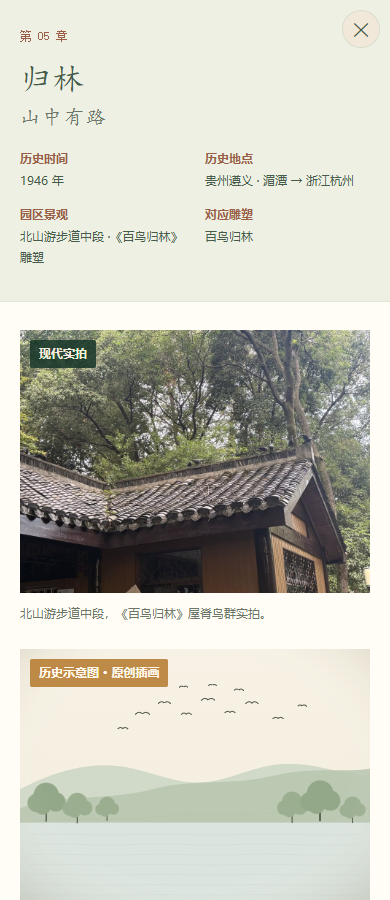 第 05 章
归林
山中有路
历史时间
1946 年
历史地点
贵州遵义 · 湄潭 → 浙江杭州
园区景观
北山游步道中段 ·《百鸟归林》
雕塑
对应雕塑
百鸟归林
现代实拍
北山游步道中段，《百鸟归林》屋脊鸟群实拍。
历史示意图 · 原创插画